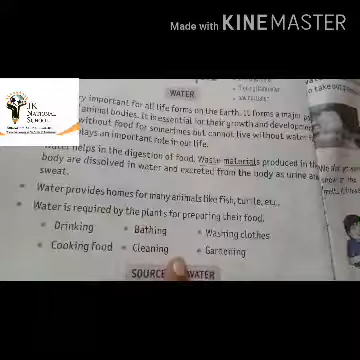 Made with KINEMASTER
WATER
JK
NATIONAL
SCHOOL
ry important for all life forms on the Earth. It forms a major
animal bodies. It is essential for their growth and development
without food for sometimes but cannot live without water
lays an important role in our life.
Water helps in the digestion of food. Waste materials produced in the
body are dissolved in water and excreted from the body as urine and
sweat.
• Water provides homes for many animals like fish, turtle, etc.
• Water is required by the plants for preparing their food.
• Drinking • Bathing • Washing clothes
• Cooking food • Cleaning • Gardening
SOURCE WATER